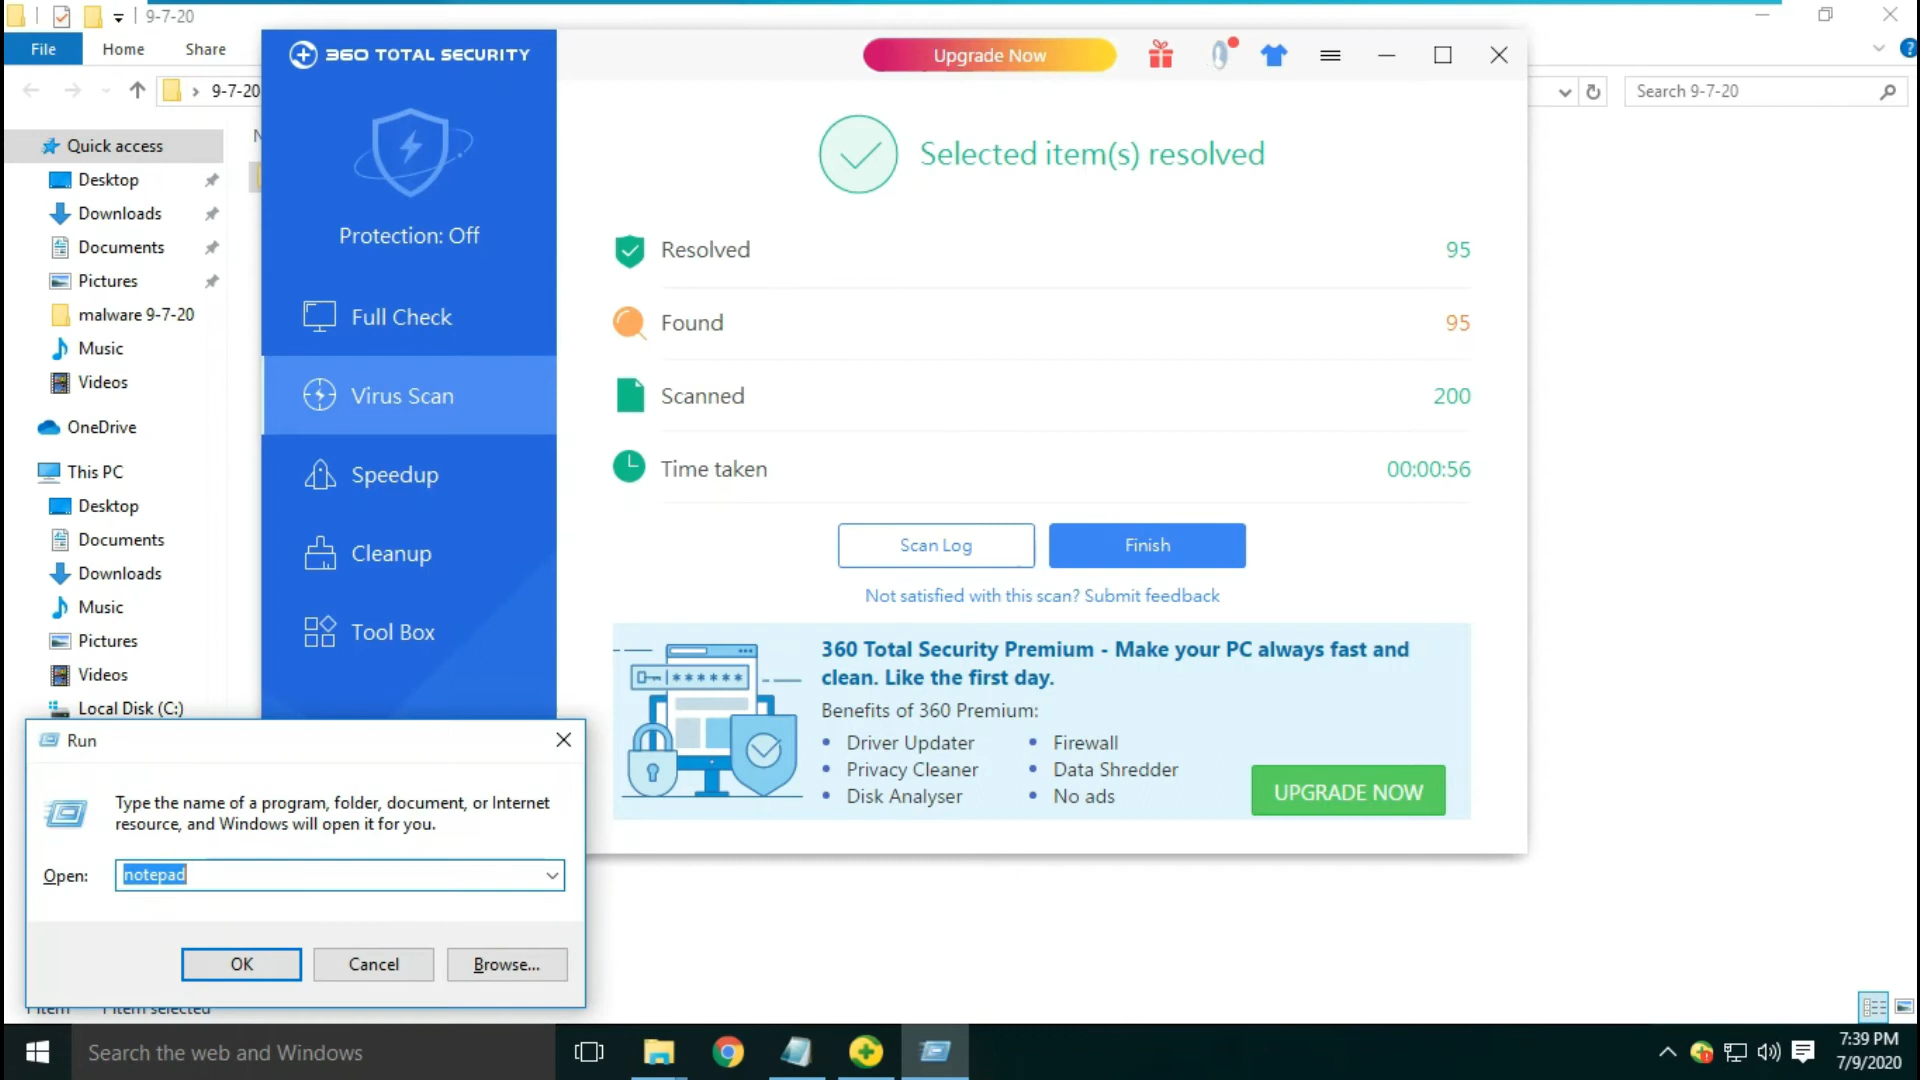 9-7-20
File
Home
Share
9-7-20
Search 9-7-20
Quick access
Desktop
Downloads
Documents
Pictures
malware 9-7-20
Music
Videos
OneDrive
This PC
Desktop
Documents
Downloads
Music
Pictures
Videos
Local Disk (C:)
360 TOTAL SECURITY
Upgrade Now
Protection: Off
Full Check
Virus Scan
Speedup
Cleanup
Tool Box
Selected item(s) resolved
Resolved 95
Found 95
Scanned 200
Time taken 00:00:56
Scan Log
Finish
Not satisfied with this scan? Submit feedback
360 Total Security Premium - Make your PC always fast and
clean. Like the first day.
Benefits of 360 Premium:
• Driver Updater • Firewall
• Privacy Cleaner • Data Shredder
• Disk Analyser • No ads
UPGRADE NOW
Run
Type the name of a program, folder, document, or Internet
resource, and Windows will open it for you.
Open: notepad
OK
Cancel
Browse...
1 item 1 item selected
Search the web and Windows
7:39 PM
7/9/2020